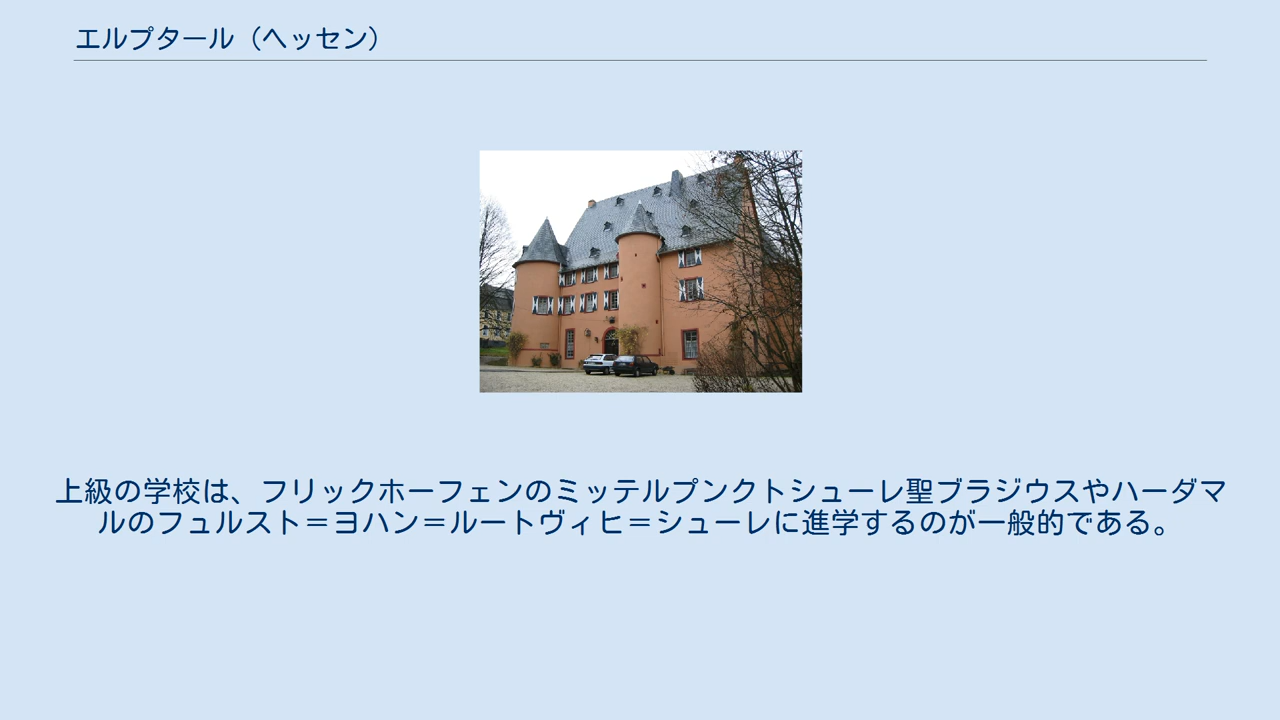 エルプタール（ヘッセン）
上級の学校は、フリックホーフェンのミッテルプンクトシューレ聖ブラジウスやハーダマ
ルのフュルスト＝ヨハン＝ルートヴィヒ＝シューレに進学するのが一般的である。